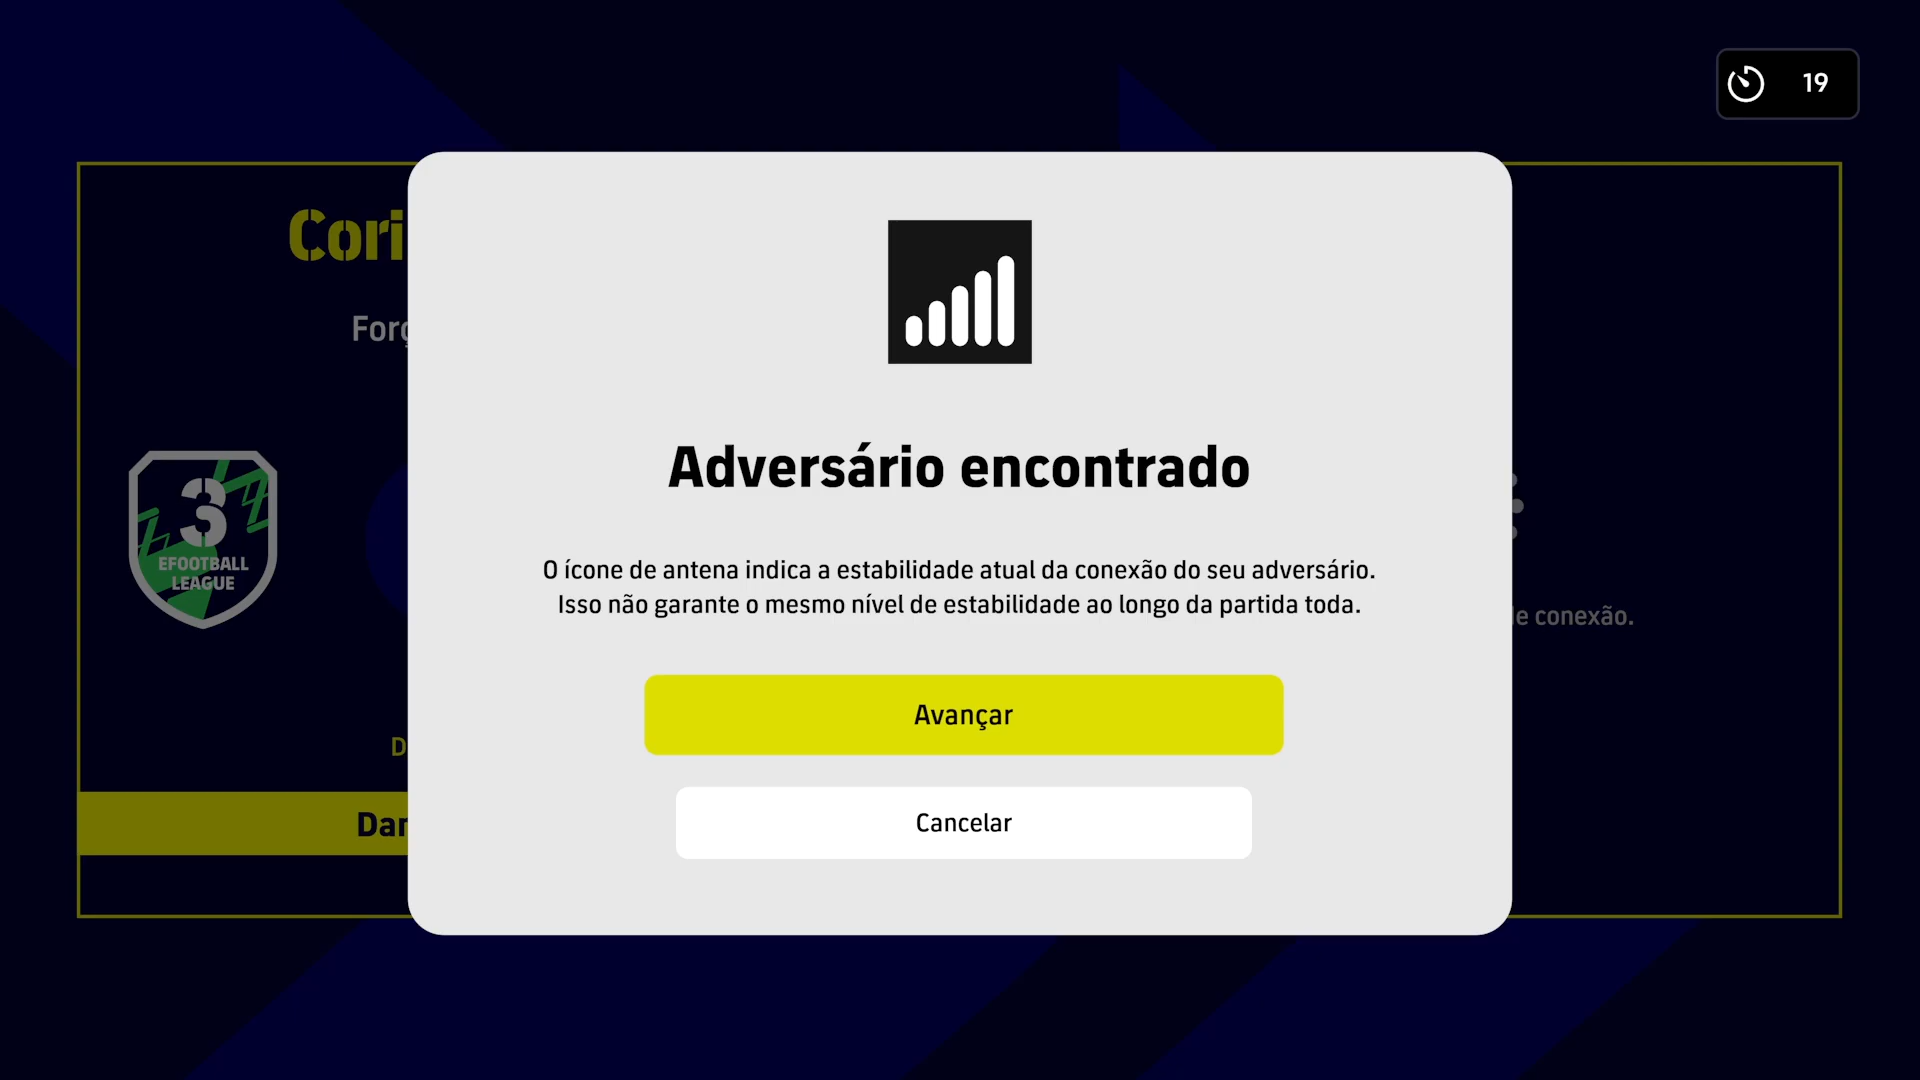 19
Cori
Forç
3
EFOOTBALL
LEAGUE
Adversário encontrado
O ícone de antena indica a estabilidade atual da conexão do seu adversário.
Isso não garante o mesmo nível de estabilidade ao longo da partida toda.
de conexão.
Avançar
D
Cancelar
Dar